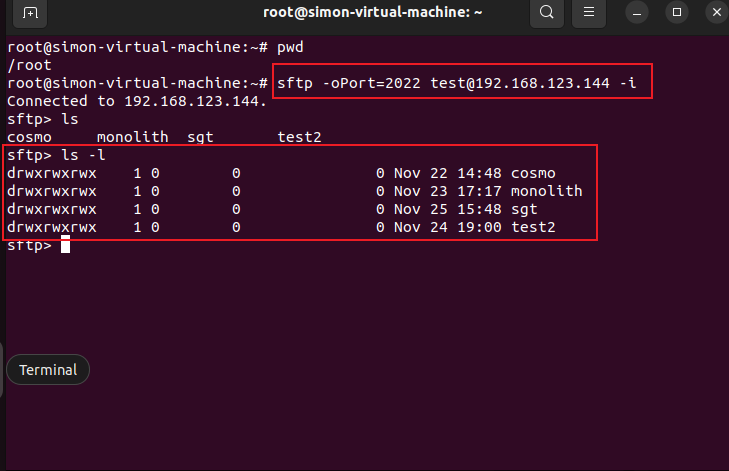 root@simon-virtual-machine: ~
root@simon-virtual-machine:~# pwd
/root
root@simon-virtual-machine:~# sftp -oPort=2022 test@192.168.123.144 -i
Connected to 192.168.123.144.
sftp> ls
cosmo     monolith  sgt       test2
sftp> ls -l
drwxrwxrwx    1 0        0               0 Nov 22 14:48 cosmo
drwxrwxrwx    1 0        0               0 Nov 23 17:17 monolith
drwxrwxrwx    1 0        0               0 Nov 25 15:48 sgt
drwxrwxrwx    1 0        0               0 Nov 24 19:00 test2
sftp>
Terminal